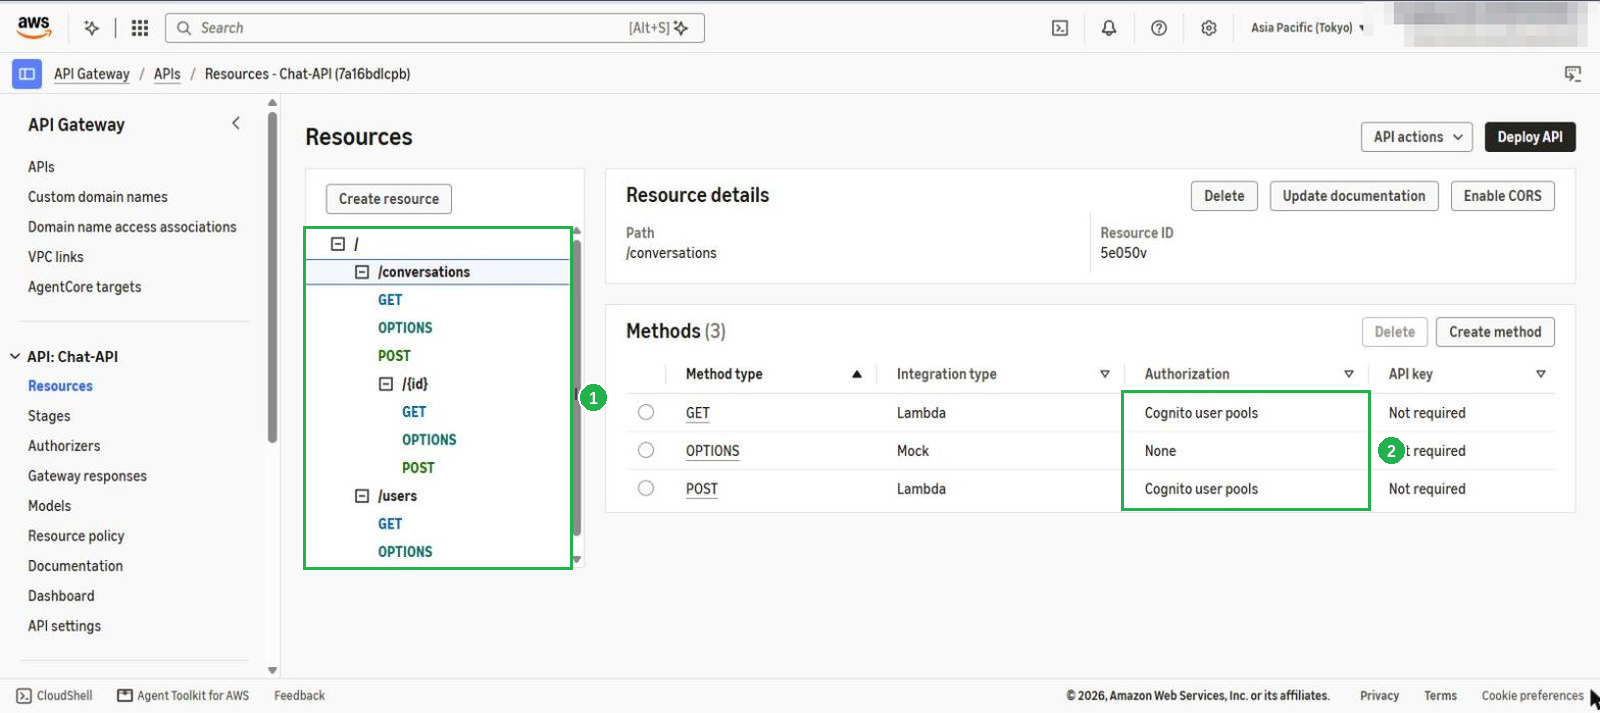 aws
Search [Alt+S]
Asia Pacific (Tokyo)
API Gateway / APIs / Resources - Chat-API (7a16bdlcpb)
API Gateway
APIs
Custom domain names
Domain name access associations
VPC links
AgentCore targets
API: Chat-API
Resources
Stages
Authorizers
Gateway responses
Models
Resource policy
Documentation
Dashboard
API settings
Resources
API actions
Deploy API
Create resource
/
/conversations
GET
OPTIONS
POST
/{id}
GET
OPTIONS
POST
/users
GET
OPTIONS
1
Resource details
Delete
Update documentation
Enable CORS
Path
/conversations
Resource ID
5e050v
Methods (3)
Delete
Create method
Method type Integration type Authorization API key
GET Lambda Cognito user pools Not required
OPTIONS Mock None 2 t required
POST Lambda Cognito user pools Not required
CloudShell Agent Toolkit for AWS Feedback
© 2026, Amazon Web Services, Inc. or its affiliates. Privacy Terms Cookie preferences